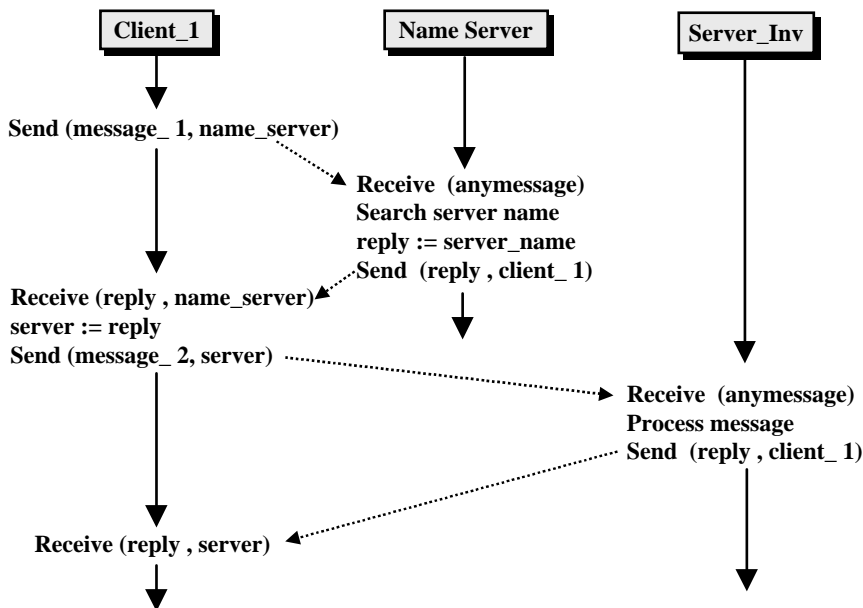 Client_1
Name Server
Server_Inv
Send (message_ 1, name_server)
Receive (anymessage)
Search server name
reply := server_name
Send (reply , client_ 1)
Receive (reply , name_server)
server := reply
Send (message_ 2, server)
Receive (anymessage)
Process message
Send (reply , client_ 1)
Receive (reply , server)